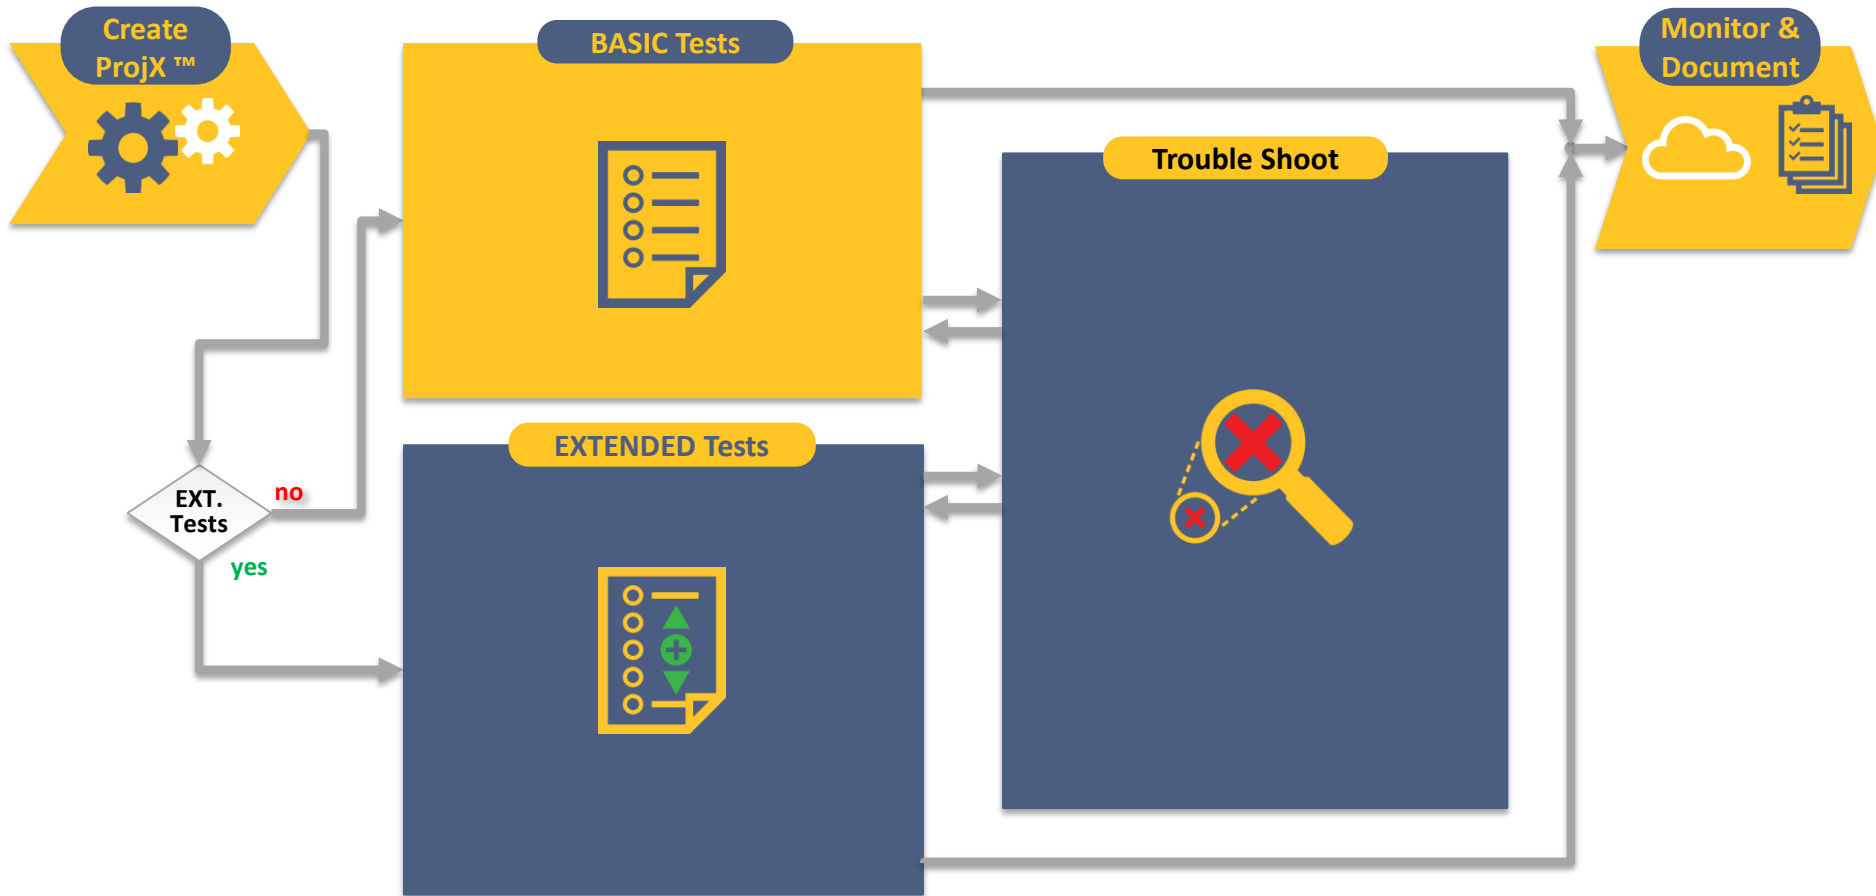 Create
ProjX ™
BASIC Tests
Monitor &
Document
Trouble Shoot
EXTENDED Tests
EXT.
Tests
no
yes